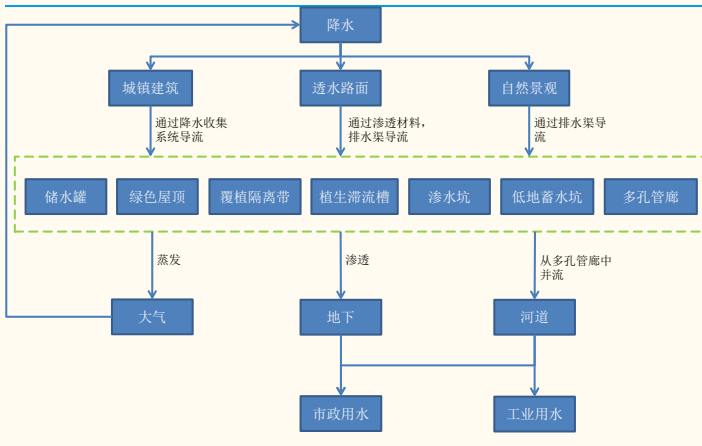 降水
城镇建筑
透水路面
自然景观
通过降水收集
系统导流
通过渗透材料，
排水渠导流
通过排水渠导
流
储水罐
绿色屋顶
覆植隔离带
植生滞流槽
渗水坑
低地蓄水坑
多孔管廊
蒸发
渗透
从多孔管廊中
并流
大气
地下
河道
市政用水
工业用水